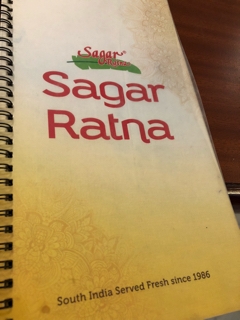 Sagar
Sagar
Ratna
South India Served Fresh since 1986